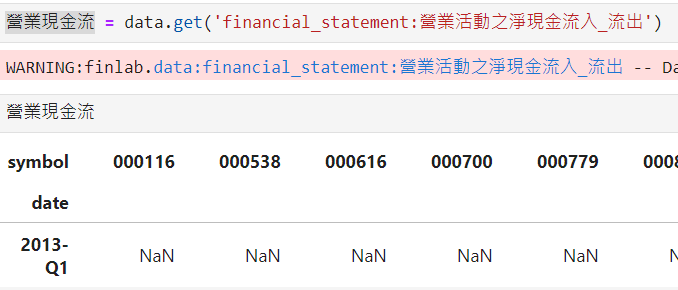 營業現金流 = data.get('financial_statement:營業活動之淨現金流入_流出')
WARNING:finlab.data:financial_statement:營業活動之淨現金流入_流出 -- Da
營業現金流
symbol 000116 000538 000616 000700 000779 0008
date
2013-Q1 NaN NaN NaN NaN NaN